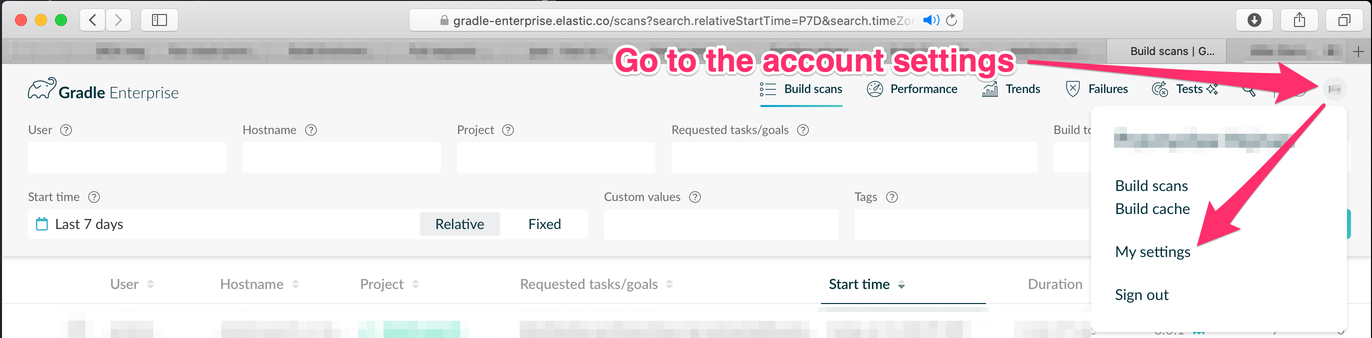 gradle-enterprise.elastic.co/scans?search.relativeStartTime=P7D&search.timeZo
Build scans | G...
Go to the account settings
Gradle Enterprise
Build scans
Performance
Trends
Failures
Tests
User
Hostname
Project
Requested tasks/goals
Build to
Build scans
Build cache
Start time
Custom values
Tags
Last 7 days
Relative
Fixed
My settings
User
Hostname
Project
Requested tasks/goals
Start time
Duration
Sign out